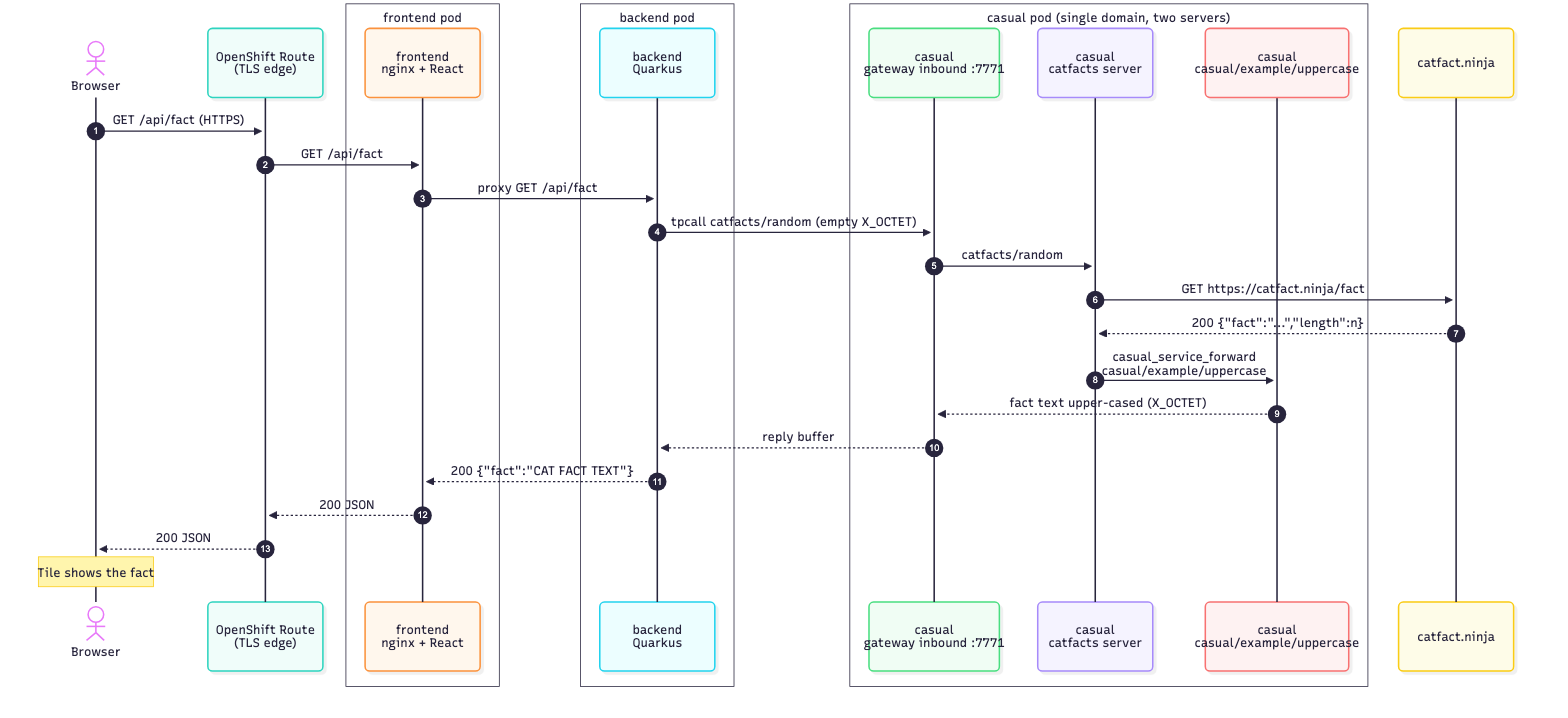 frontend pod
backend pod
casual pod (single domain, two servers)
Browser
OpenShift Route
(TLS edge)
frontend
nginx + React
backend
Quarkus
casual
gateway inbound :7771
casual
catfacts server
casual
casual/example/uppercase
catfact.ninja
1
GET /api/fact (HTTPS)
2
GET /api/fact
3
proxy GET /api/fact
4
tpcall catfacts/random (empty X_OCTET)
5
catfacts/random
6
GET https://catfact.ninja/fact
7
200 {"fact":"...","length":n}
8
casual_service_forward
casual/example/uppercase
9
fact text upper-cased (X_OCTET)
10
reply buffer
11
200 {"fact":"CAT FACT TEXT"}
12
200 JSON
13
200 JSON
Tile shows the fact
Browser
OpenShift Route
(TLS edge)
frontend
nginx + React
backend
Quarkus
casual
gateway inbound :7771
casual
catfacts server
casual
casual/example/uppercase
catfact.ninja